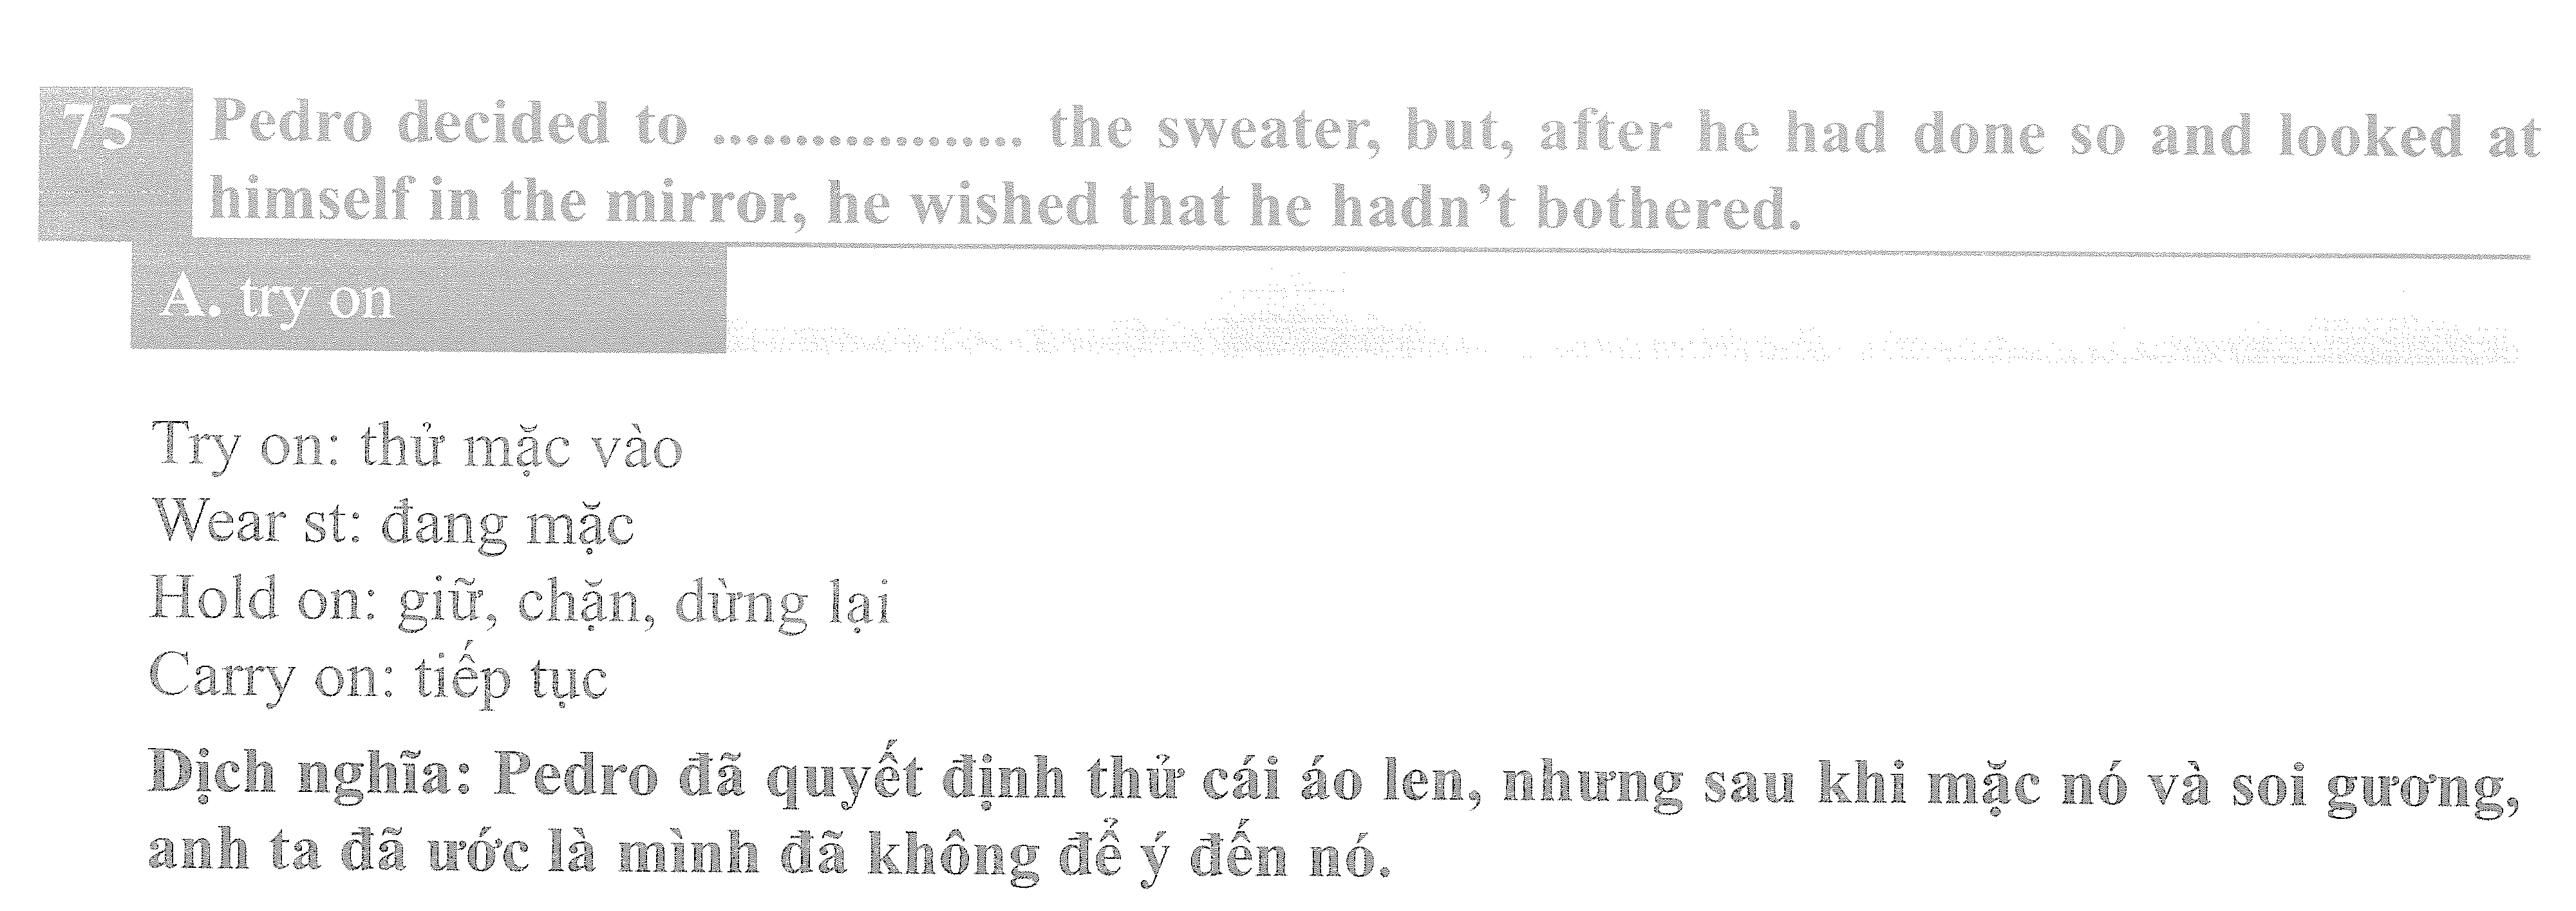 75 Pedro decided to .................. the sweater, but, after he had done so and looked at
himself in the mirror, he wished that he hadn't bothered.
A. try on
Try on: thử mặc vào
Wear st: đang mặc
Hold on: giữ, chặn, dừng lại
Carry on: tiếp tục
Dịch nghĩa: Pedro đã quyết định thử cái áo len, nhưng sau khi mặc nó và soi gương,
anh ta đã ước là mình đã không để ý đến nó.